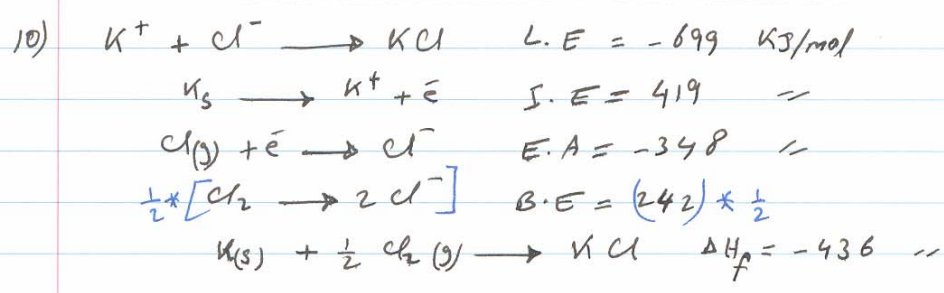 10) K⁺ + Cl⁻ → KCl L.E = -699 KJ/mol
Ks → K⁺ + ē I.E = 419 〃
Cl(g) + ē → Cl⁻ E.A = -348 〃
½*[Cl₂ → 2 Cl⁻] B.E = (242) * ½
K(s) + ½ Cl₂ (g) → KCl ΔHf = -436 〃